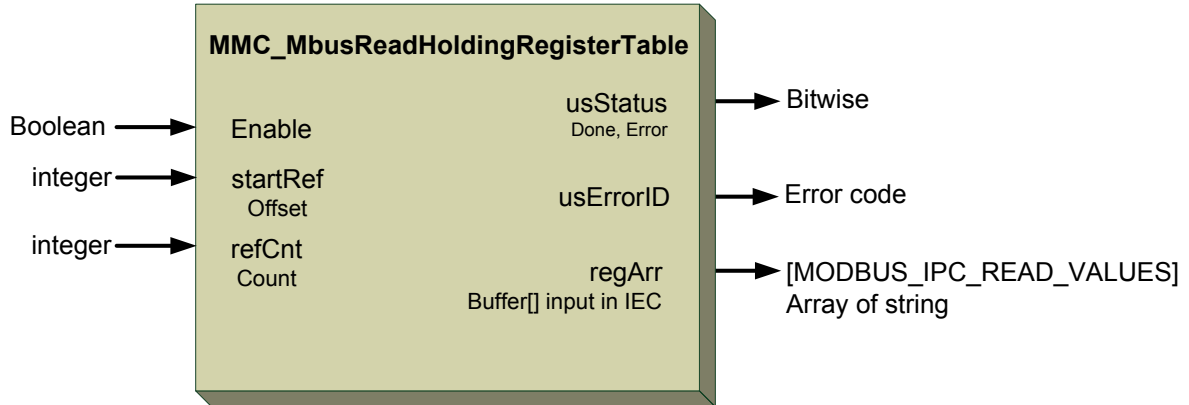 MMC_MbusReadHoldingRegisterTable
Boolean
Enable
integer
startRef
Offset
integer
refCnt
Count
usStatus
Done, Error
Bitwise
usErrorID
Error code
regArr
Buffer[] input in IEC
[MODBUS_IPC_READ_VALUES]
Array of string